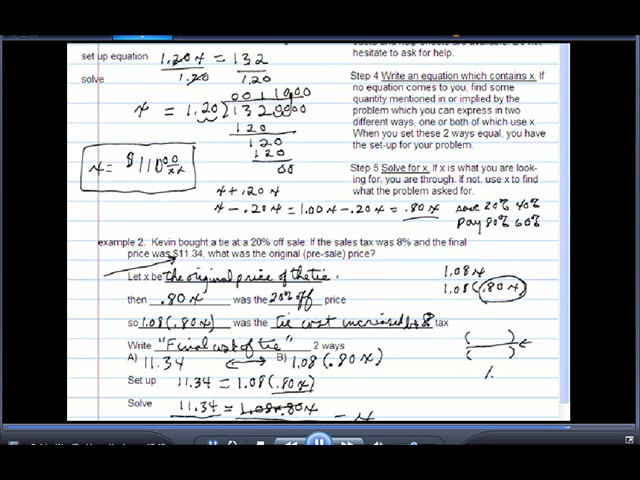 hesitate to ask for help.
set up equation 1.20x = 132
1.20 1.20
solve
Step 4 Write an equation which contains x. If
no equation comes to you, find some
quantity mentioned in or implied by the
problem which you can express in two
different ways, one or both of which use x.
When you set these 2 ways equal, you have
the set-up for your problem.
0011000
x = 1.20 1320000
120
120
120
00
x = $110 00/xx
Step 5 Solve for x. If x is what you are look-
ing for, you are through. If not, use x to find
what the problem asked for.
x + .20x
x - .20x = 1.00x - .20x = .80x
save 20% 40%
pay 80% 60%
example 2. Kevin bought a tie at a 20% off sale. If the sales tax was 8% and the final
price was $11.34, what was the original (pre-sale) price?
Let x be the original price of the tie.
1.08x
1.08(.80x)
then .80x was the 20% off price
so 1.08(.80x) was the tie cost increased by 8% tax
Write "Final cost of tie" 2 ways
A) 11.34 B) 1.08(.80x)
( )
( )
Set up 11.34 = 1.08(.80x)
Solve 11.34 = 1.08·.80x = x